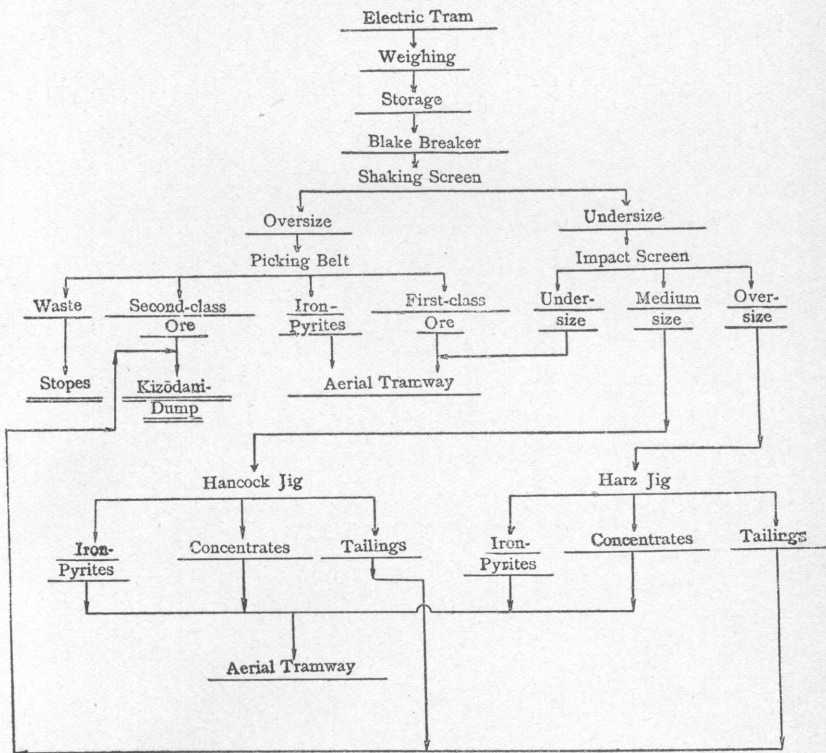 Electric Tram
Weighing
Storage
Blake Breaker
Shaking Screen
Oversize
Undersize
Picking Belt
Impact Screen
Waste
Second-class
Ore
Iron-
Pyrites
First-class
Ore
Under-
size
Medium
size
Over-
size
Stopes
Kizōdani-
Dump
Aerial Tramway
Hancock Jig
Harz Jig
Iron-
Pyrites
Concentrates
Tailings
Iron-
Pyrites
Concentrates
Tailings
Aerial Tramway